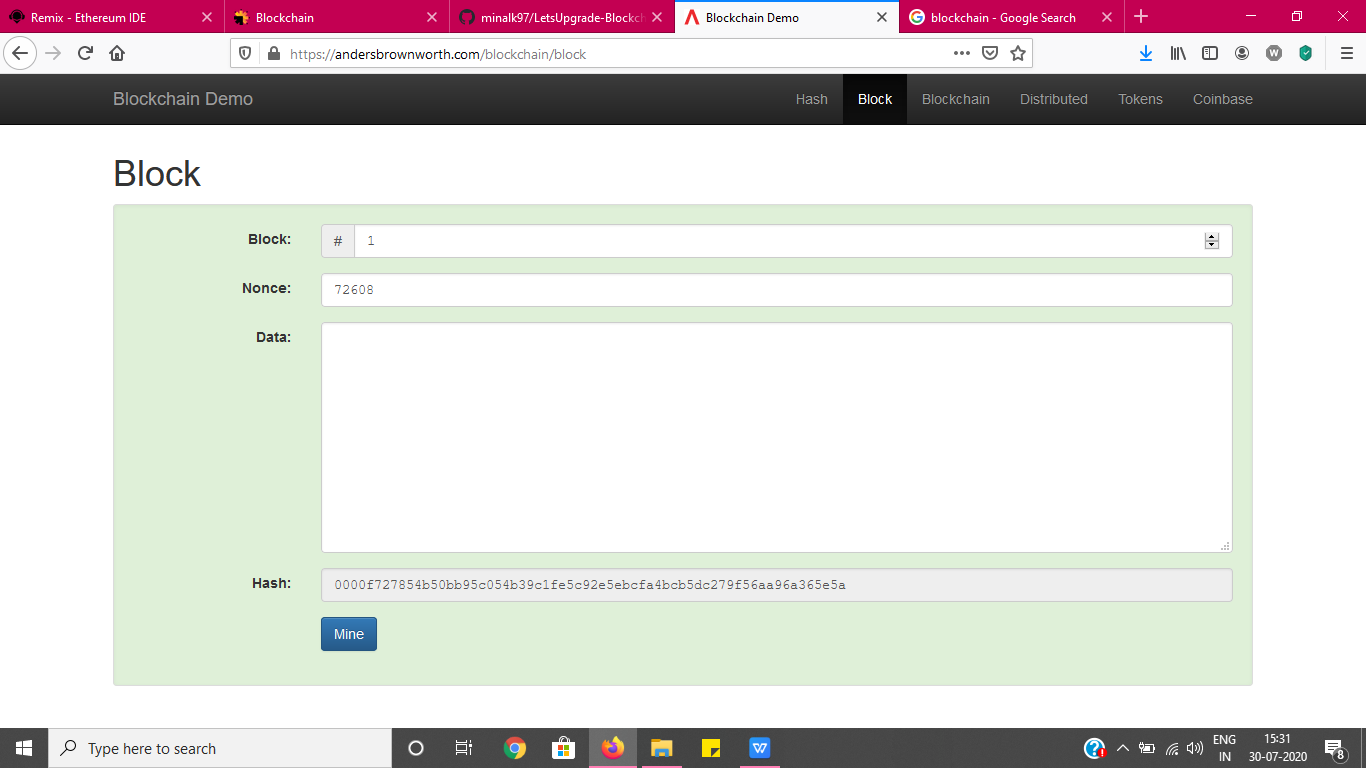 Remix - Ethereum IDE
Blockchain
minalk97/LetsUpgrade-Blockch
Blockchain Demo
blockchain - Google Search
https://andersbrownworth.com/blockchain/block
Blockchain Demo
Hash
Block
Blockchain
Distributed
Tokens
Coinbase
Block
Block:
# 1
Nonce:
72608
Data:
Hash:
0000f727854b50bb95c054b39c1fe5c92e5ebcfa4bcb5dc279f56aa96a365e5a
Mine
Type here to search
ENG
IN
15:31
30-07-2020
8